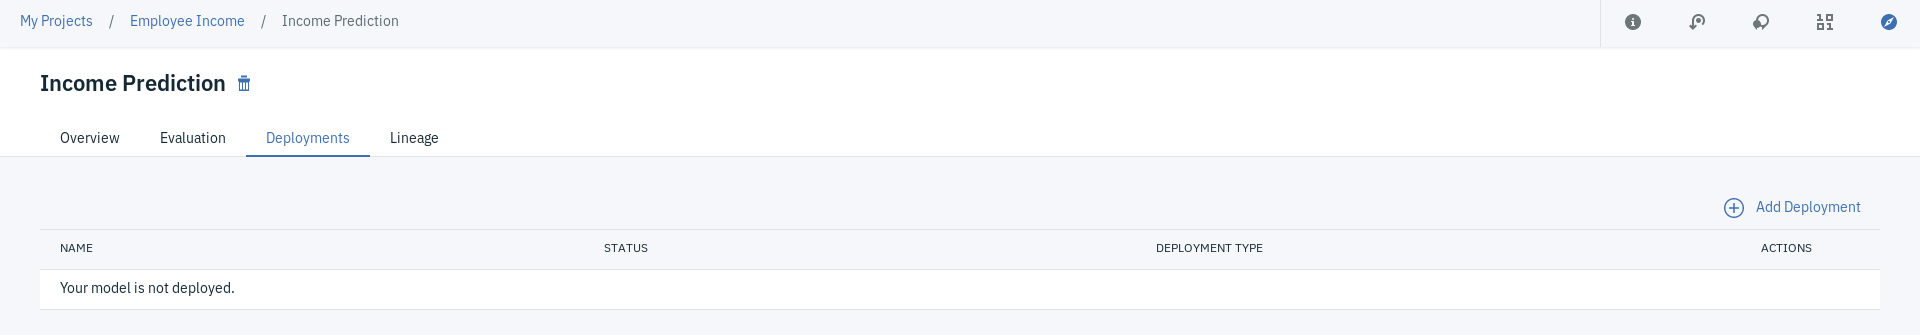 My Projects / Employee Income / Income Prediction
Income Prediction
Overview Evaluation Deployments Lineage
Add Deployment
NAME STATUS DEPLOYMENT TYPE ACTIONS
Your model is not deployed.